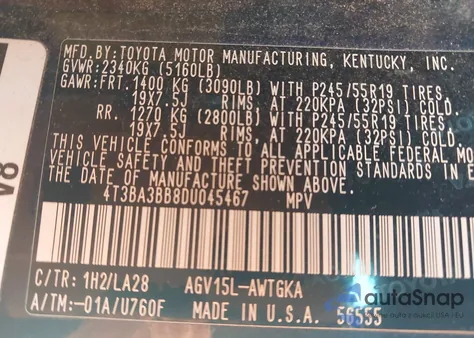 MFD. BY:TOYOTA MOTOR MANUFACTURING, KENTUCKY, INC.
GVWR:2340KG (5160LB)
GAWR:FRT. 1400 KG (3090LB) WITH P245/55R19 TIRES,
19X7.5J RIMS, AT 220KPA (32PSI) COLD.
RR. 1270 KG (2800LB) WITH P245/55R19 TIRES,
19X7.5J RIMS, AT 220KPA (32PSI) COLD.
THIS VEHICLE CONFORMS TO ALL APPLICABLE FEDERAL MO
VEHICLE SAFETY AND THEFT PREVENTION STANDARDS IN E
THE DATE OF MANUFACTURE SHOWN ABOVE.
4T3BA3BB8DU045467 MPV
V8
C/TR: 1H2/LA28 AGV15L-AWTGKA
A/TM:-01A/U760F MADE IN U.S.A. 56555
autoSnap